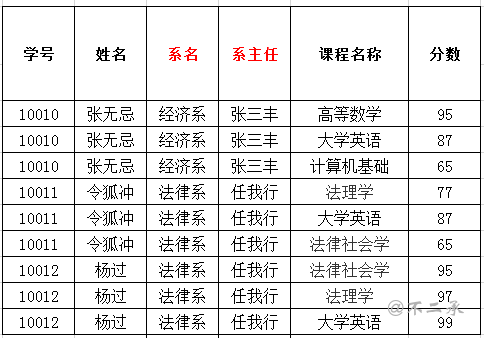 学号 姓名 系名 系主任 课程名称 分数
10010 张无忌 经济系 张三丰 高等数学 95
10010 张无忌 经济系 张三丰 大学英语 87
10010 张无忌 经济系 张三丰 计算机基础 65
10011 令狐冲 法律系 任我行 法理学 77
10011 令狐冲 法律系 任我行 大学英语 87
10011 令狐冲 法律系 任我行 法律社会学 65
10012 杨过 法律系 任我行 法律社会学 95
10012 杨过 法律系 任我行 法理学 97
10012 杨过 法律系 任我行 大学英语 99
@不二承